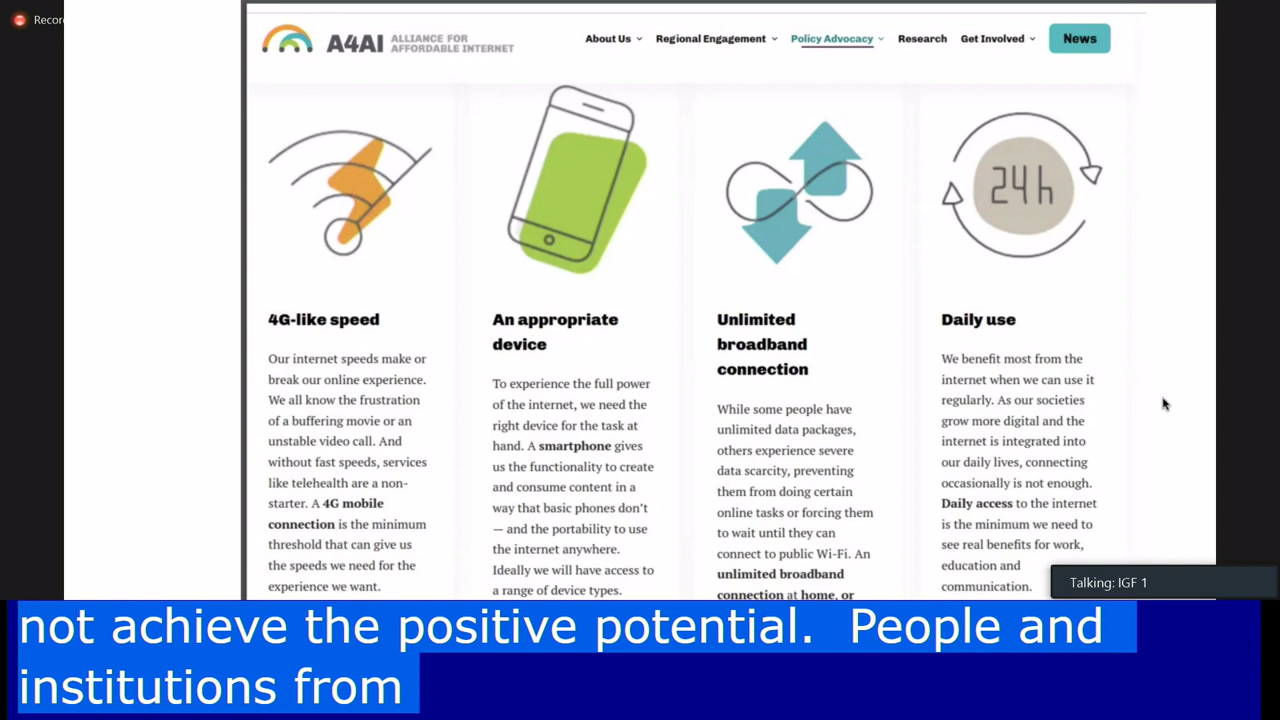 Recor
A4AI ALLIANCE FOR
AFFORDABLE INTERNET
About Us Regional Engagement Policy Advocacy Research Get Involved News
24h
4G-like speed
Our internet speeds make or
break our online experience.
We all know the frustration
of a buffering movie or an
unstable video call. And
without fast speeds, services
like telehealth are a non-
starter. A 4G mobile
connection is the minimum
threshold that can give us
the speeds we need for the
experience we want.
An appropriate
device
To experience the full power
of the internet, we need the
right device for the task at
hand. A smartphone gives
us the functionality to create
and consume content in a
way that basic phones don’t
— and the portability to use
the internet anywhere.
Ideally we will have access to
a range of device types.
Unlimited
broadband
connection
While some people have
unlimited data packages,
others experience severe
data scarcity, preventing
them from doing certain
online tasks or forcing them
to wait until they can
connect to public Wi-Fi. An
unlimited broadband
connection at home, or
Daily use
We benefit most from the
internet when we can use it
regularly. As our societies
grow more digital and the
internet is integrated into
our daily lives, connecting
occasionally is not enough.
Daily access to the internet
is the minimum we need to
see real benefits for work,
education and
communication.
Talking: IGF 1
not achieve the positive potential. People and
institutions from